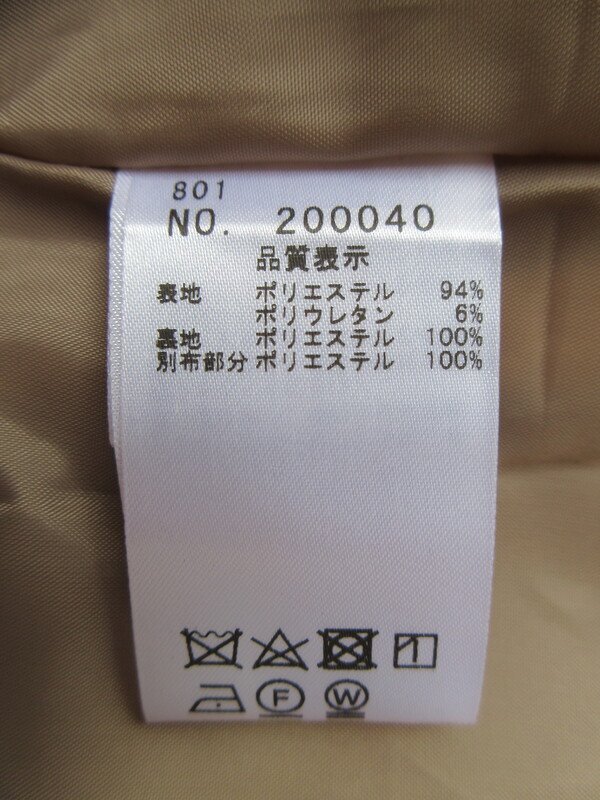 801
NO. 200040
品質表示
表地 ポリエステル 94%
ポリウレタン 6%
裏地 ポリエステル 100%
別布部分 ポリエステル 100%
F W